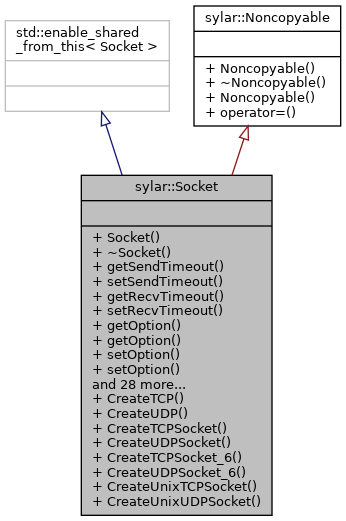 std::enable_shared
_from_this< Socket >
sylar::Noncopyable
+ Noncopyable()
+ ~Noncopyable()
+ Noncopyable()
+ operator=()
sylar::Socket
+ Socket()
+ ~Socket()
+ getSendTimeout()
+ setSendTimeout()
+ getRecvTimeout()
+ setRecvTimeout()
+ getOption()
+ getOption()
+ setOption()
+ setOption()
and 28 more...
+ CreateTCP()
+ CreateUDP()
+ CreateTCPSocket()
+ CreateUDPSocket()
+ CreateTCPSocket_6()
+ CreateUDPSocket_6()
+ CreateUnixTCPSocket()
+ CreateUnixUDPSocket()